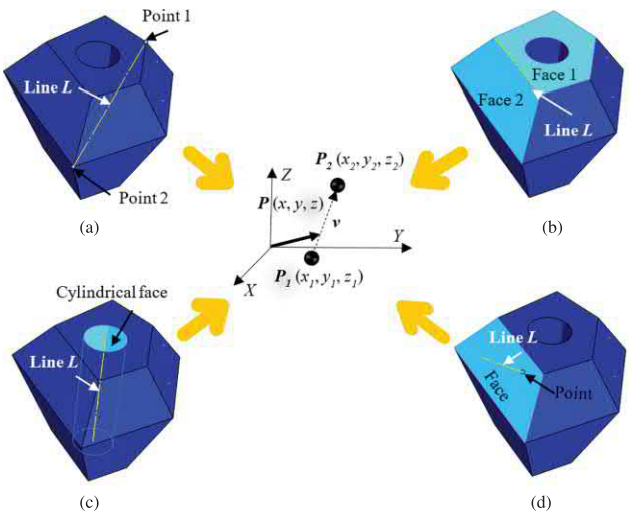 Point 1
Line L
Point 2
(a)
Face 1
Face 2
Line L
(b)
Z
P₂ (x₂, y₂, z₂)
P (x, y, z)
v
Y
P₁ (x₁, y₁, z₁)
X
Cylindrical face
Line L
(c)
Line L
Face
Point
(d)